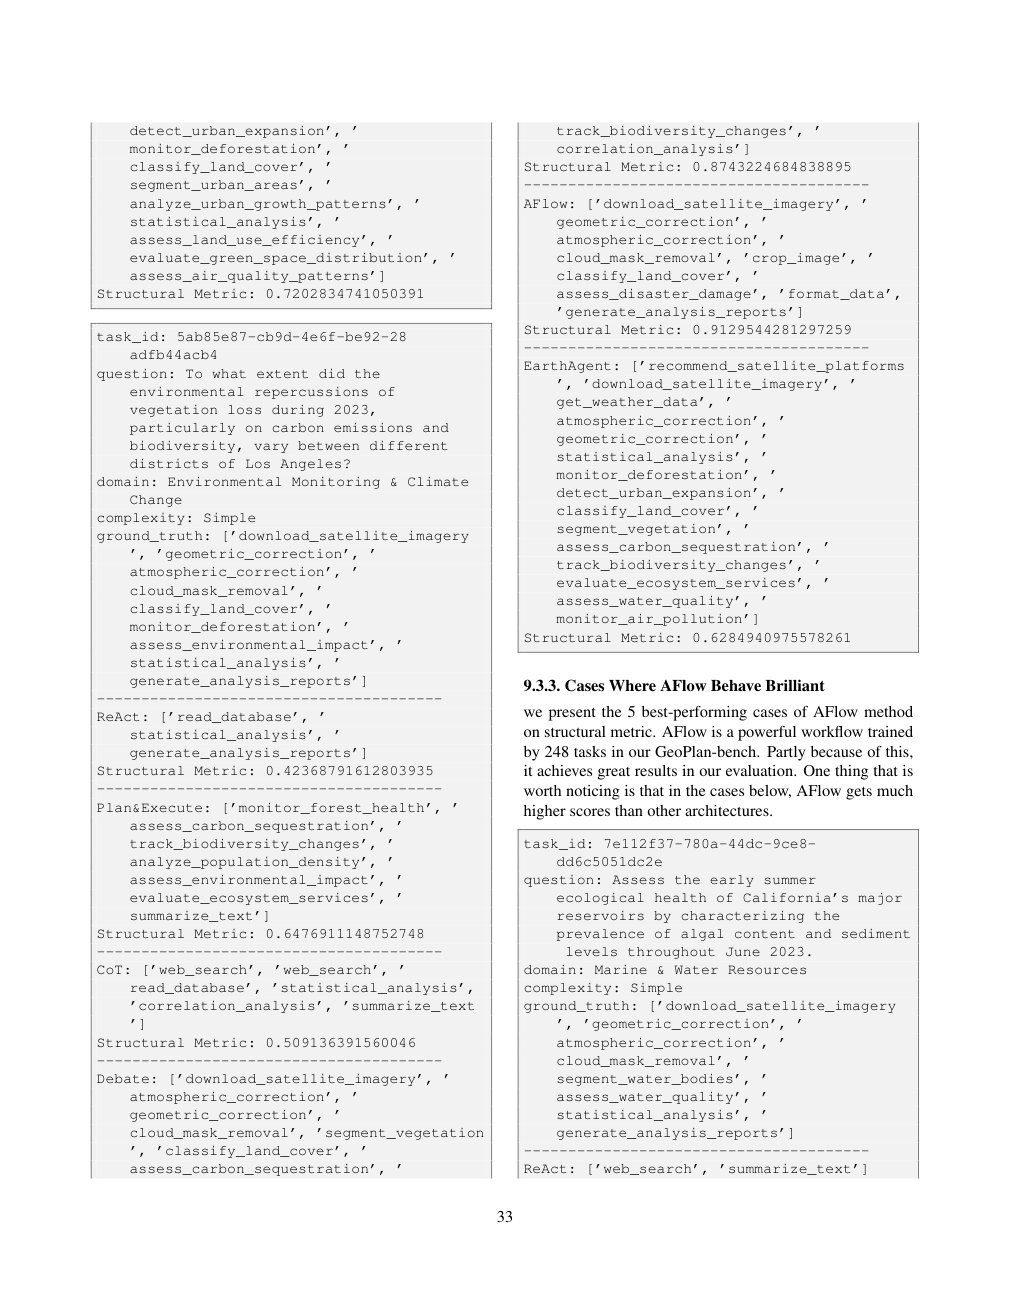 detect_urban_expansion', '
monitor_deforestation', '
classify_land_cover', '
segment_urban_areas', '
analyze_urban_growth_patterns', '
statistical_analysis', '
assess_land_use_efficiency', '
evaluate_green_space_distribution', '
assess_air_quality_patterns']
Structural Metric: 0.7202834741050391
task_id: 5ab85e87-cb9d-4e6f-be92-28
adfb44acb4
question: To what extent did the
environmental repercussions of
vegetation loss during 2023,
particularly on carbon emissions and
biodiversity, vary between different
districts of Los Angeles?
domain: Environmental Monitoring & Climate
Change
complexity: Simple
ground_truth: ['download_satellite_imagery
', 'geometric_correction', '
atmospheric_correction', '
cloud_mask_removal', '
classify_land_cover', '
monitor_deforestation', '
assess_environmental_impact', '
statistical_analysis', '
generate_analysis_reports']
---------------------------------------
ReAct: ['read_database', '
statistical_analysis', '
generate_analysis_reports']
Structural Metric: 0.42368791612803935
---------------------------------------
Plan&Execute: ['monitor_forest_health', '
assess_carbon_sequestration', '
track_biodiversity_changes', '
analyze_population_density', '
assess_environmental_impact', '
evaluate_ecosystem_services', '
summarize_text']
Structural Metric: 0.6476911148752748
---------------------------------------
CoT: ['web_search', 'web_search', '
read_database', 'statistical_analysis',
'correlation_analysis', 'summarize_text
']
Structural Metric: 0.509136391560046
---------------------------------------
Debate: ['download_satellite_imagery', '
atmospheric_correction', '
geometric_correction', '
cloud_mask_removal', 'segment_vegetation
', 'classify_land_cover', '
assess_carbon_sequestration', '
track_biodiversity_changes', '
correlation_analysis']
Structural Metric: 0.8743224684838895
---------------------------------------
AFlow: ['download_satellite_imagery', '
geometric_correction', '
atmospheric_correction', '
cloud_mask_removal', 'crop_image', '
classify_land_cover', '
assess_disaster_damage', 'format_data',
'generate_analysis_reports']
Structural Metric: 0.9129544281297259
---------------------------------------
EarthAgent: ['recommend_satellite_platforms
', 'download_satellite_imagery', '
get_weather_data', '
atmospheric_correction', '
geometric_correction', '
statistical_analysis', '
monitor_deforestation', '
detect_urban_expansion', '
classify_land_cover', '
segment_vegetation', '
assess_carbon_sequestration', '
track_biodiversity_changes', '
evaluate_ecosystem_services', '
assess_water_quality', '
monitor_air_pollution']
Structural Metric: 0.6284940975578261
9.3.3. Cases Where AFlow Behave Brilliant
we present the 5 best-performing cases of AFlow method
on structural metric. AFlow is a powerful workflow trained
by 248 tasks in our GeoPlan-bench. Partly because of this,
it achieves great results in our evaluation. One thing that is
worth noticing is that in the cases below, AFlow gets much
higher scores than other architectures.
task_id: 7e112f37-780a-44dc-9ce8-
dd6c5051dc2e
question: Assess the early summer
ecological health of California's major
reservoirs by characterizing the
prevalence of algal content and sediment
levels throughout June 2023.
domain: Marine & Water Resources
complexity: Simple
ground_truth: ['download_satellite_imagery
', 'geometric_correction', '
atmospheric_correction', '
cloud_mask_removal', '
segment_water_bodies', '
assess_water_quality', '
statistical_analysis', '
generate_analysis_reports']
---------------------------------------
ReAct: ['web_search', 'summarize_text']
33